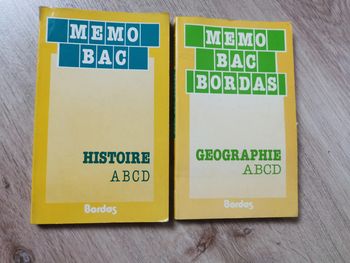 MEMO
BAC
HISTOIRE
ABCD
Bordas
MEMO
BAC
BORDAS
GEOGRAPHIE
ABCD
Bordas